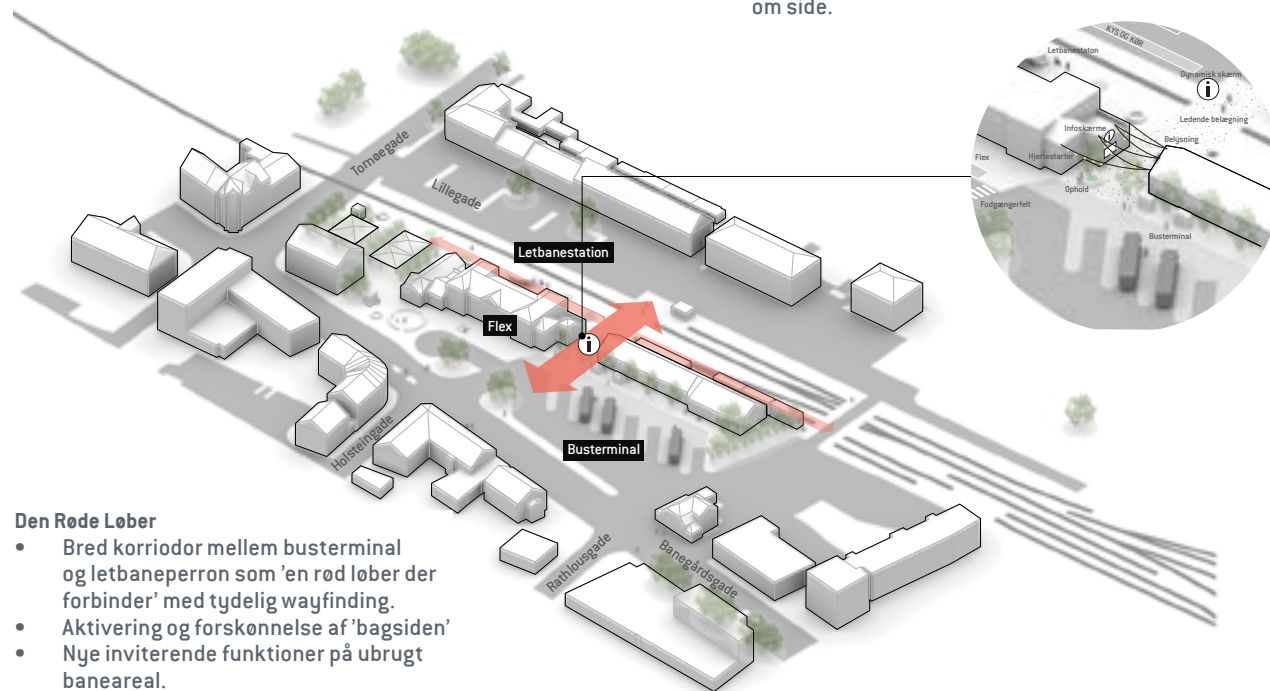 om side.
KYS OG KØR
Letbanestaton
Dynamisk skærm
i
Ledende belægning
Infoskærme
i
Belysning
Hjertestarter
Flex
Ophold
Fodgængerfelt
Busterminal
Tornøegade
Lillegade
Letbanestation
Flex
i
Busterminal
Holsteingade
Rathlousgade
Banegårdsgade
Den Røde Løber
• Bred korriodor mellem busterminal
og letbaneperron som ’en rød løber der
forbinder’ med tydelig wayfinding.
• Aktivering og forskønnelse af ’bagsiden’
• Nye inviterende funktioner på ubrugt
baneareal.